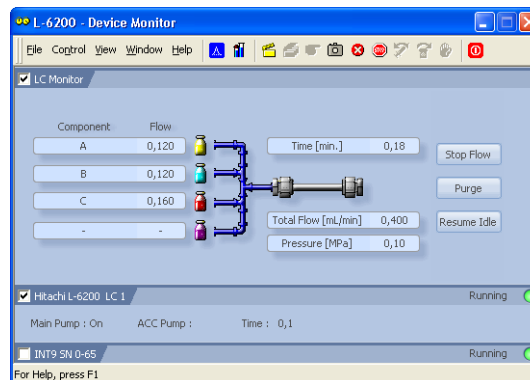 L-6200 - Device Monitor
File Control View Window Help
LC Monitor
Component Flow
A 0,120
B 0,120
C 0,160
- -
Time [min.] 0,18
Total Flow [mL/min] 0,400
Pressure [MPa] 0,10
Stop Flow
Purge
Resume Idle
Hitachi L-6200 LC 1 Running
Main Pump : On ACC Pump : Time : 0,1
INT9 SN 0-65 Running
For Help, press F1